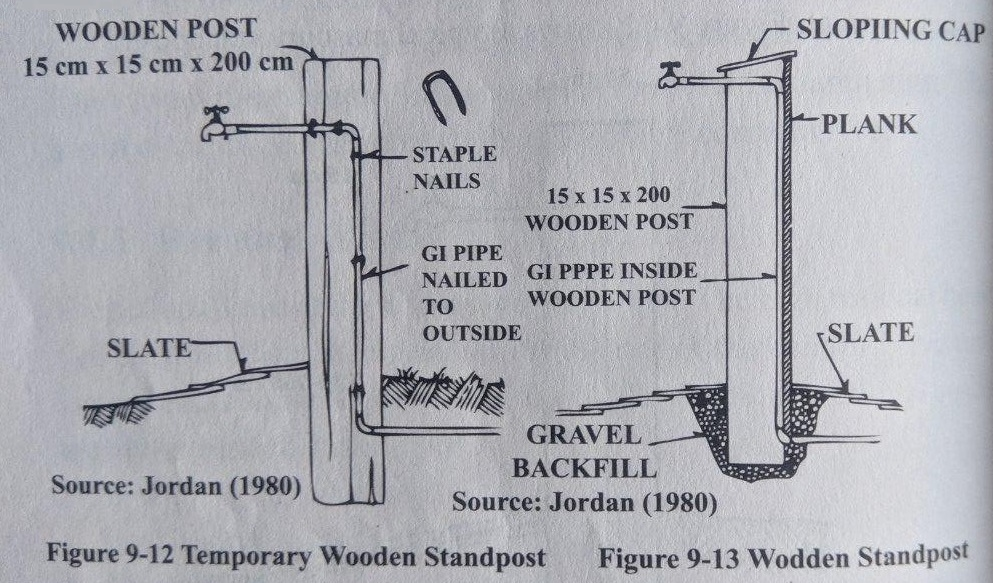 WOODEN POST
15 cm x 15 cm x 200 cm
STAPLE
NAILS
GI PIPE
NAILED
TO
OUTSIDE
SLATE
Source: Jordan (1980)
Figure 9-12 Temporary Wooden Standpost
SLOPIING CAP
PLANK
15 x 15 x 200
WOODEN POST
GI PPPE INSIDE
WOODEN POST
SLATE
GRAVEL
BACKFILL
Source: Jordan (1980)
Figure 9-13 Wodden Standpost